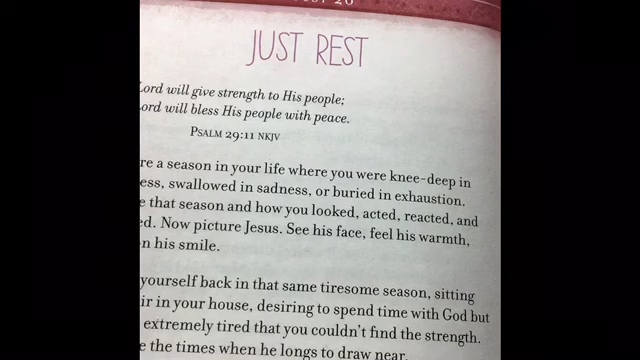 JUST REST
Lord will give strength to His people;
ord will bless His people with peace.
PSALM 29:11 NKJV
re a season in your life where you were knee-deep in
ess, swallowed in sadness, or buried in exhaustion.
e that season and how you looked, acted, reacted, and
ed. Now picture Jesus. See his face, feel his warmth,
n his smile.
yourself back in that same tiresome season, sitting
ir in your house, desiring to spend time with God but
extremely tired that you couldn't find the strength.
e the times when he longs to draw near.